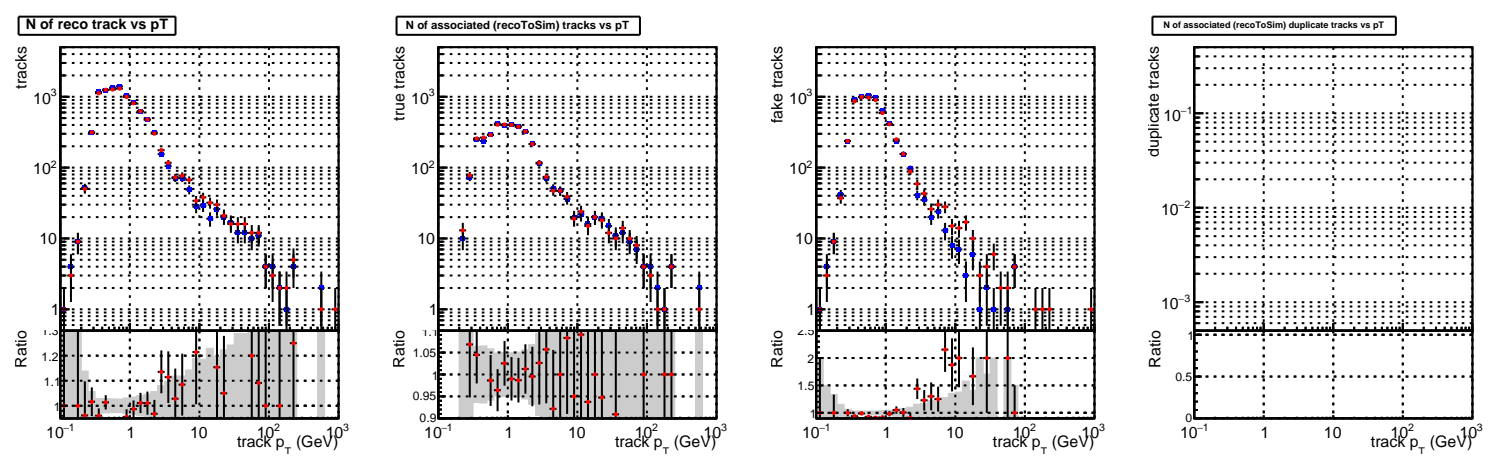 N of reco track vs pT
tracks
10³
10²
10
1
Ratio
1.3
1.2
1.1
1
10⁻¹ 1 10 10² 10³
track p_T (GeV)
N of associated (recoToSim) tracks vs pT
true tracks
10³
10²
10
1
Ratio
1.1
1.05
1
0.95
0.9
10⁻¹ 1 10 10² 10³
track p_T (GeV)
fake tracks
10³
10²
10
1
Ratio
2.5
2
1.5
1
10⁻¹ 1 10 10² 10³
track p_T (GeV)
N of associated (recoToSim) duplicate tracks vs pT
duplicate tracks
10⁻¹
10⁻²
10⁻³
Ratio
1
0.5
0
10⁻¹ 1 10 10² 10³
track p_T (GeV)